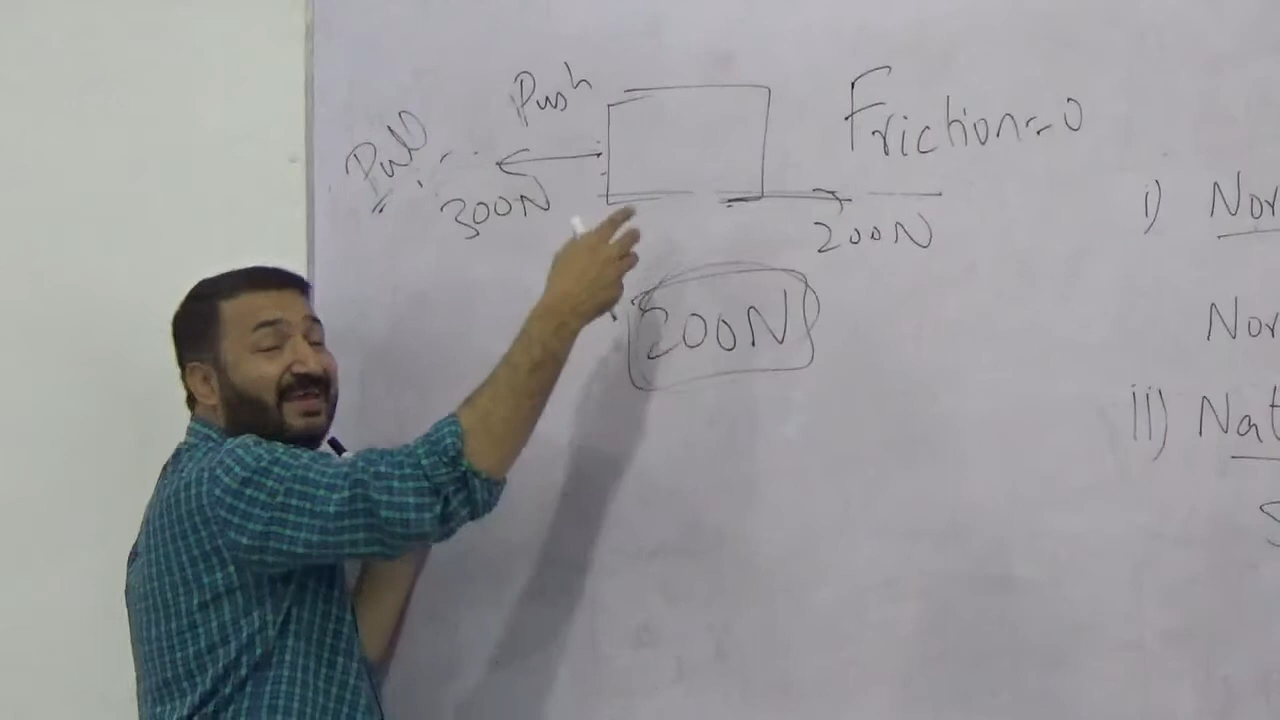 Push
Pull
300N
Friction = 0
200N
200N
i) Nor
Nor
ii) Nat
S